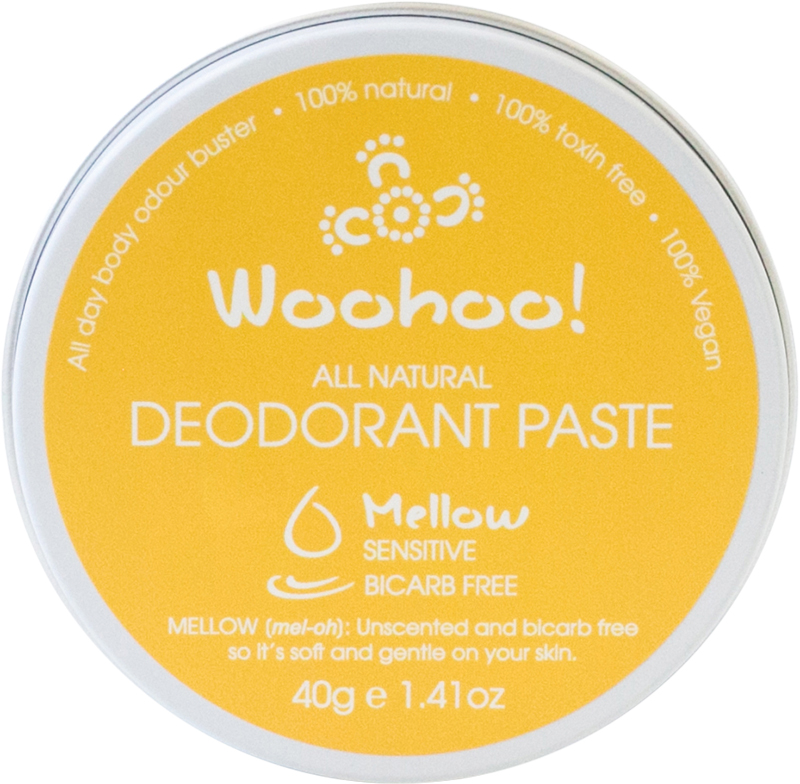 All day body odour buster • 100% natural • 100% toxin free • 100% Vegan
Woohoo!
ALL NATURAL
DEODORANT PASTE
Mellow
SENSITIVE
BICARB FREE
MELLOW (mel-oh): Unscented and bicarb free
so it's soft and gentle on your skin.
40g e 1.41oz